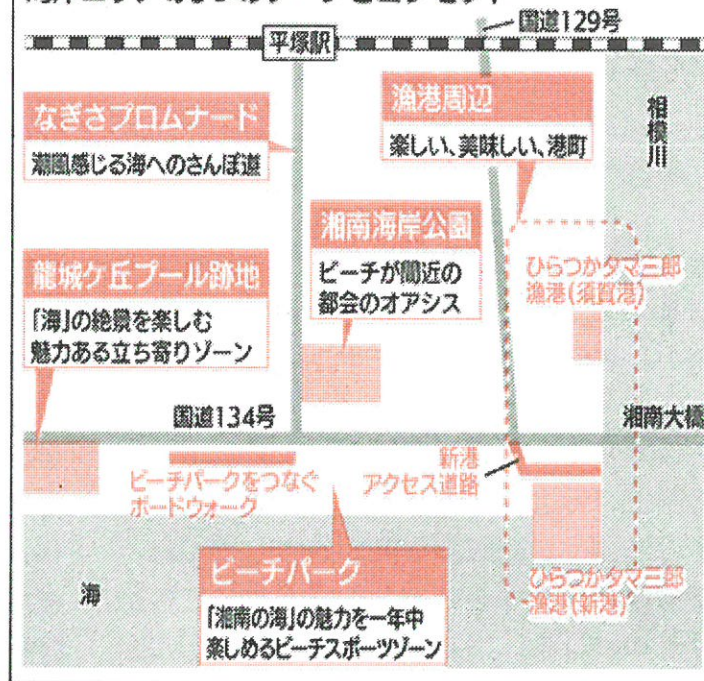 国道129号
平塚駅
なぎさプロムナード
潮風感じる海へのさんぽ道
漁港周辺
楽しい、美味しい、港町
相模川
湘南海岸公園
ビーチが間近の
都会のオアシス
龍城ケ丘プール跡地
「海」の絶景を楽しむ
魅力ある立ち寄りゾーン
ひらつかタマ三郎
漁港(須賀港)
国道134号
湘南大橋
ビーチパークをつなぐ
ボードウォーク
新港
アクセス道路
ビーチパーク
「湘南の海」の魅力を一年中
楽しめるビーチスポーツゾーン
海
ひらつかタマ三郎
漁港(新港)